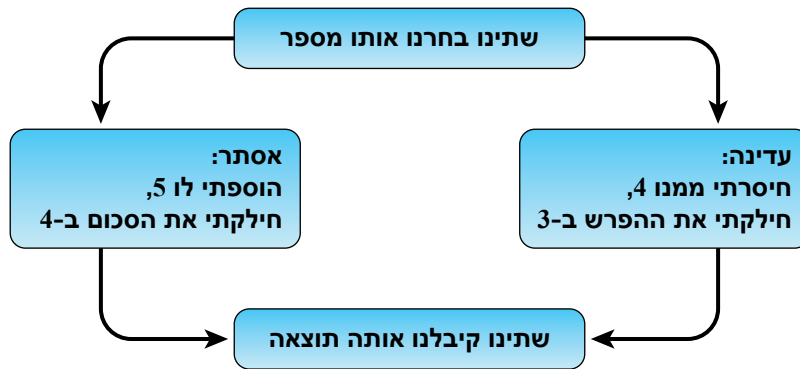 שתינו בחרנו אותו מספר
עדינה:
חיסרתי ממנו 4,
חילקתי את ההפרש ב-3
אסתר:
הוספתי לו 5,
חילקתי את הסכום ב-4
שתינו קיבלנו אותה תוצאה